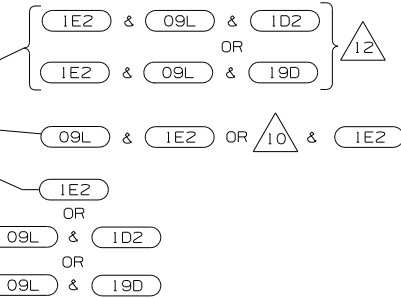 1E2 & 09L & 1D2
OR
1E2 & 09L & 19D
12
09L & 1E2 OR 10 & 1E2
1E2
OR
09L & 1D2
OR
09L & 19D